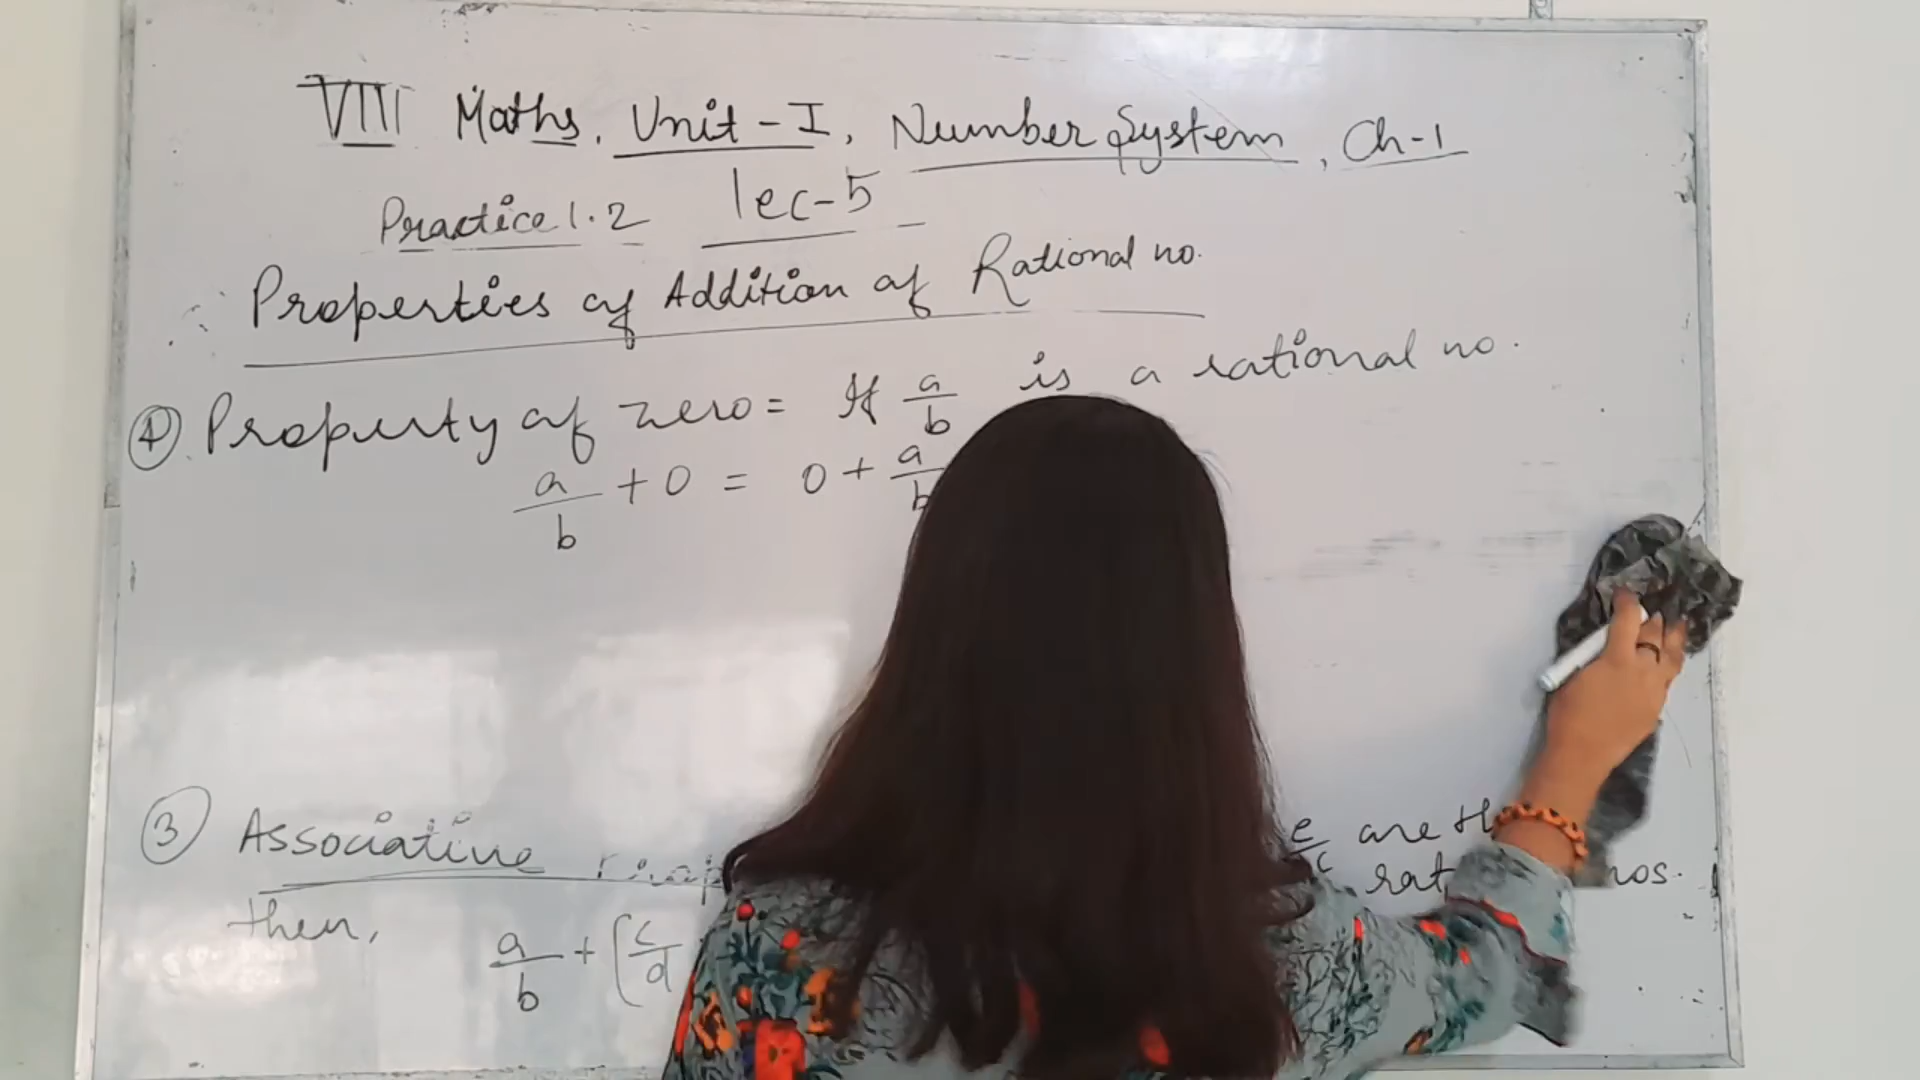 VIII Maths, Unit-I, Number System, Ch-1
Practice 1.2 lec-5
Properties of Addition of Rational no.
④ Property of zero = If a/b is a rational no.
a/b + 0 = 0 + a/b
③ Associative e are
rat nos.
then, a/b + [c/d